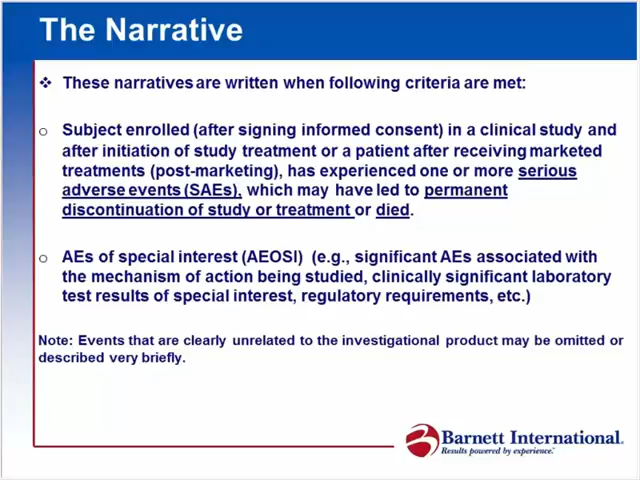 The Narrative
❖ These narratives are written when following criteria are met:
o Subject enrolled (after signing informed consent) in a clinical study and
after initiation of study treatment or a patient after receiving marketed
treatments (post-marketing), has experienced one or more serious
adverse events (SAEs), which may have led to permanent
discontinuation of study or treatment or died.
o AEs of special interest (AEOSI) (e.g., significant AEs associated with
the mechanism of action being studied, clinically significant laboratory
test results of special interest, regulatory requirements, etc.)
Note: Events that are clearly unrelated to the investigational product may be omitted or
described very briefly.
Barnett International.
Results powered by experience.™